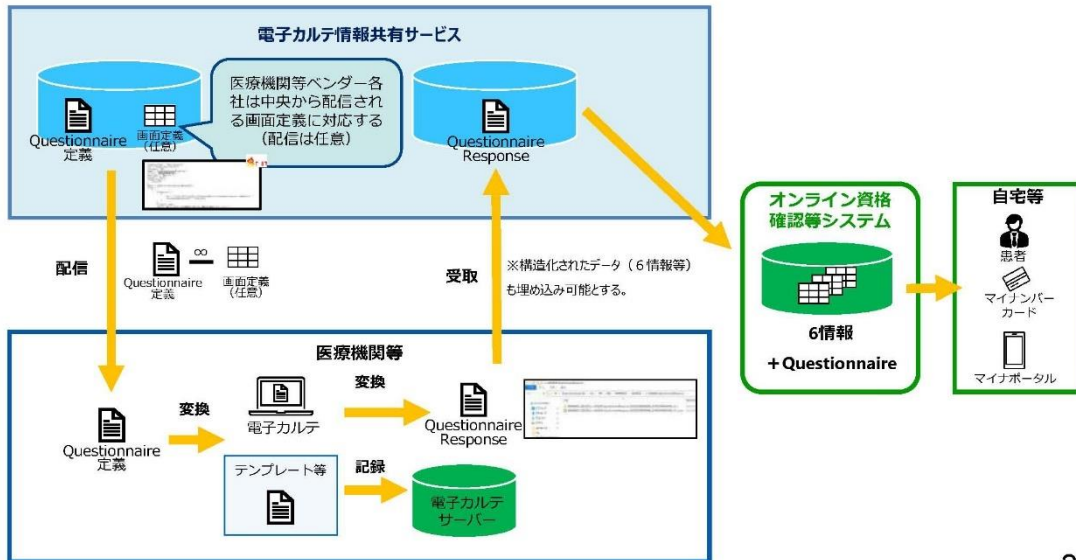 電子カルテ情報共有サービス
Questionnaire
定義
画面定義
(任意)
医療機関等ベンダー各
社は中央から配信され
る画面定義に対応する
(配信は任意)
Questionnaire
Response
配信
∞
Questionnaire
定義
画面定義
(任意)
受取
※構造化されたデータ(6情報等)
も埋め込み可能とする。
オンライン資格
確認等システム
6情報
+Questionnaire
自宅等
患者
マイナンバー
カード
マイナポータル
医療機関等
Questionnaire
定義
変換
電子カルテ
変換
Questionnaire
Response
テンプレート等
記録
電子カルテ
サーバー